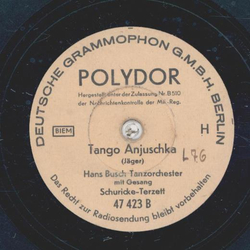 DEUTSCHE GRAMMOPHON G.M.B.H. BERLIN
POLYDOR
Hergestellt unter der Zulassung Nr. B 510
der Nachrichtenkontrolle der Mil. Reg.
BIEM
H
Tango Anjuschka
(Jäger)
L76
Hans Busch Tanzorchester
mit Gesang
Schuricke-Terzett
47 423 B
Das Recht zur Radiosendung bleibt vorbehalten